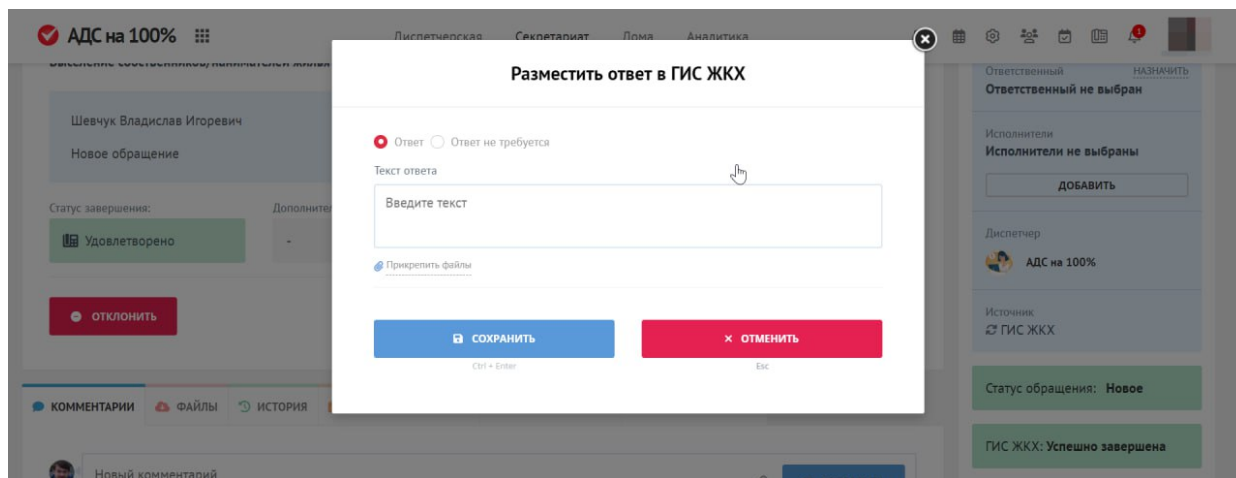 АДС на 100%
Диспетчерская Секретариат Дома Аналитика
1
Разместить ответ в ГИС ЖКХ
Ответственный НАЗНАЧИТЬ
Ответственный не выбран
Шевчук Владислав Игоревич
Новое обращение
Ответ Ответ не требуется
Текст ответа
Введите текст
Прикрепить файлы
Исполнители
Исполнители не выбраны
ДОБАВИТЬ
Статус завершения:
Удовлетворено
-
Диспетчер
АДС на 100%
ОТКЛОНИТЬ
СОХРАНИТЬ
Ctrl + Enter
ОТМЕНИТЬ
Esc
Источник
ГИС ЖКХ
КОММЕНТАРИИ ФАЙЛЫ ИСТОРИЯ
Статус обращения: Новое
ГИС ЖКХ: Успешно завершена
Новый комментарий